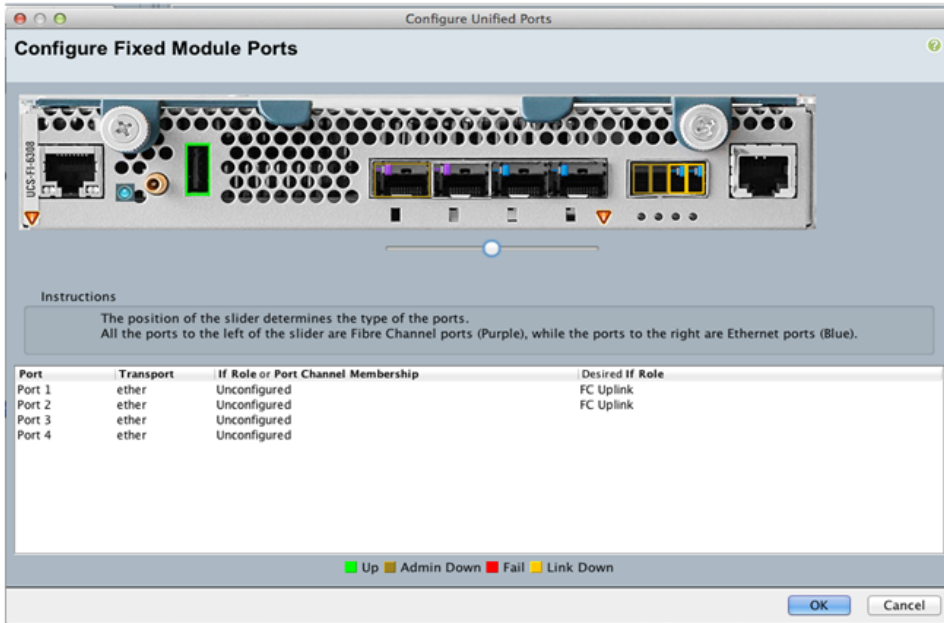 Configure Unified Ports
Configure Fixed Module Ports
UCS-FI-6308
Instructions
The position of the slider determines the type of the ports.
All the ports to the left of the slider are Fibre Channel ports (Purple), while the ports to the right are Ethernet ports (Blue).
Port Transport If Role or Port Channel Membership Desired If Role
Port 1 ether Unconfigured FC Uplink
Port 2 ether Unconfigured FC Uplink
Port 3 ether Unconfigured
Port 4 ether Unconfigured
Up Admin Down Fail Link Down
OK Cancel